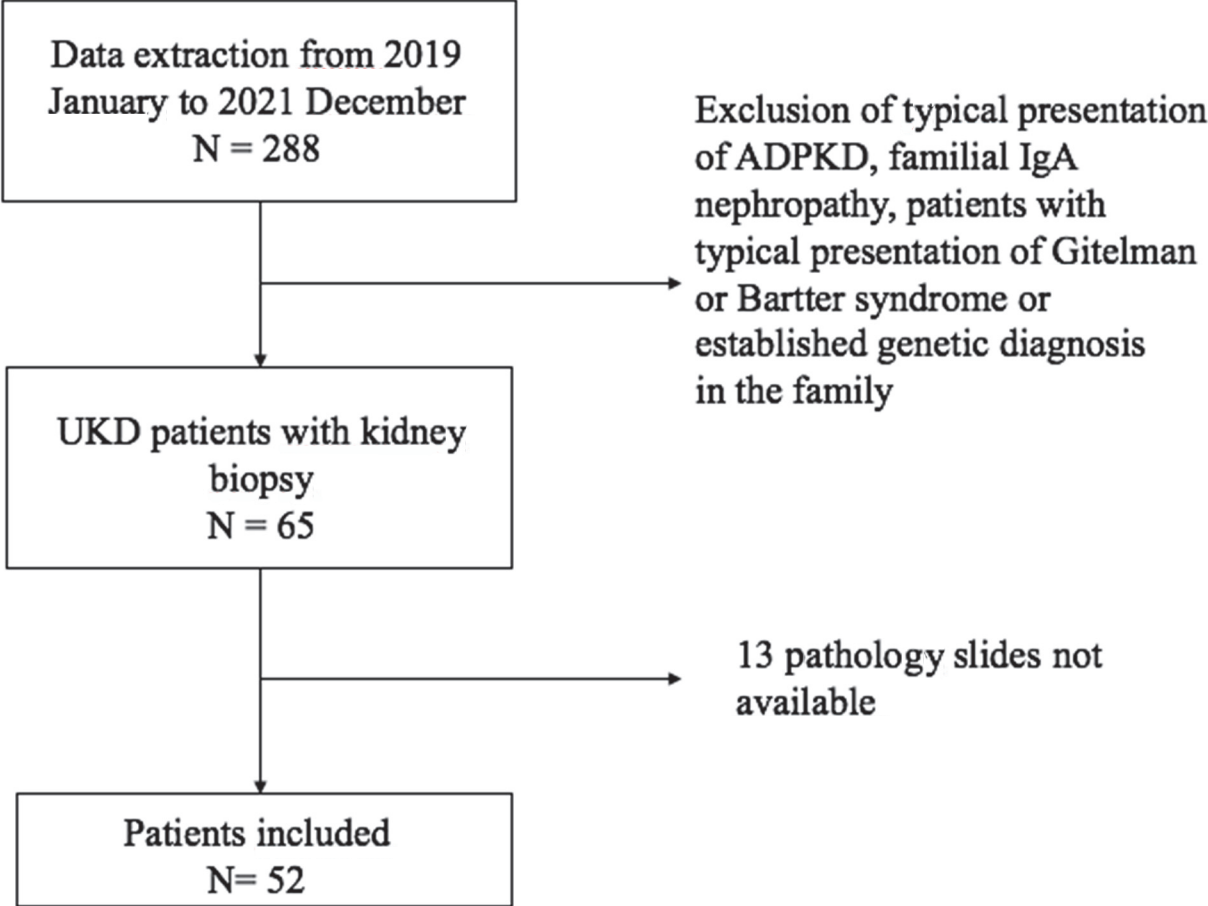 Data extraction from 2019
January to 2021 December
N = 288
Exclusion of typical presentation
of ADPKD, familial IgA
nephropathy, patients with
typical presentation of Gitelman
or Bartter syndrome or
established genetic diagnosis
in the family
UKD patients with kidney
biopsy
N = 65
13 pathology slides not
available
Patients included
N= 52